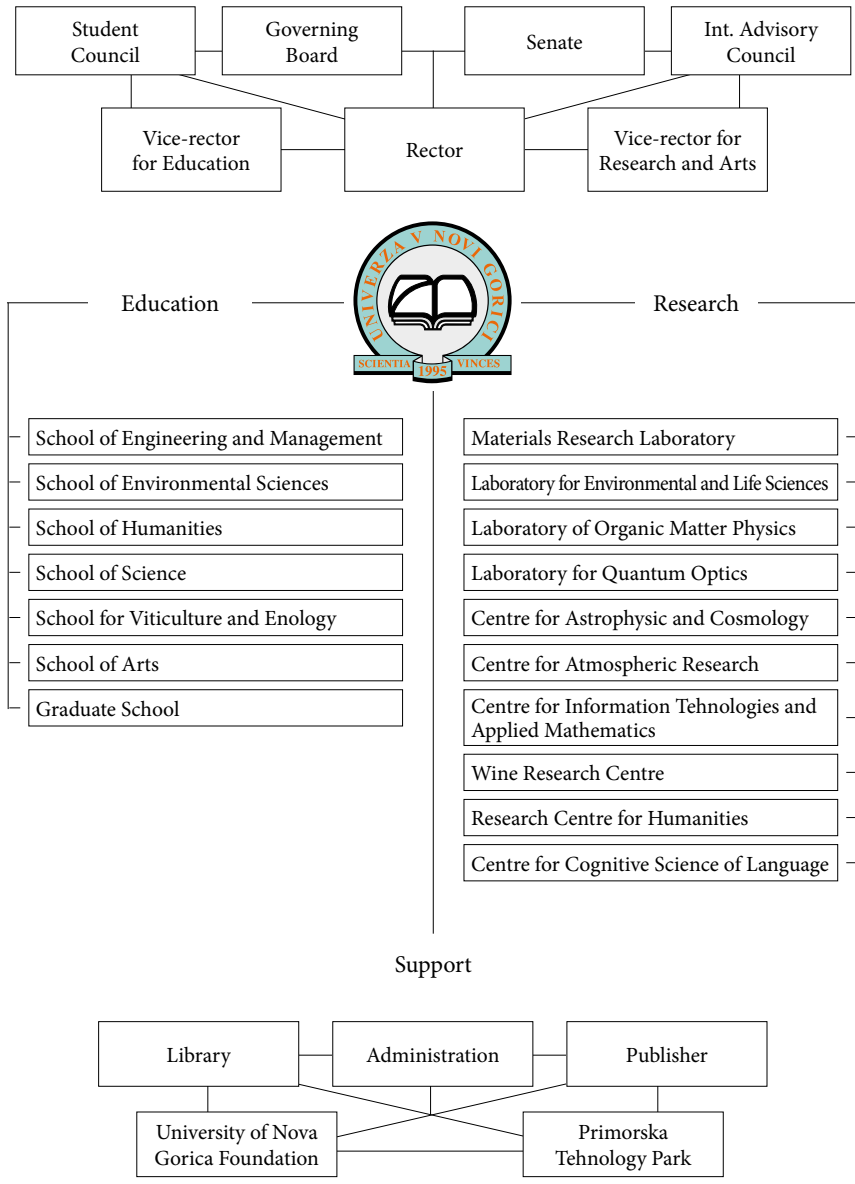 Student
Council
Governing
Board
Senate
Int. Advisory
Council
Vice-rector
for Education
Rector
Vice-rector for
Research and Arts
UNIVERZA V NOVI GORICI
SCIENTIA
1995
VINCES
Education
Research
School of Engineering and Management
School of Environmental Sciences
School of Humanities
School of Science
School for Viticulture and Enology
School of Arts
Graduate School
Materials Research Laboratory
Laboratory for Environmental and Life Sciences
Laboratory of Organic Matter Physics
Laboratory for Quantum Optics
Centre for Astrophysic and Cosmology
Centre for Atmospheric Research
Centre for Information Tehnologies and
Applied Mathematics
Wine Research Centre
Research Centre for Humanities
Centre for Cognitive Science of Language
Support
Library
Administration
Publisher
University of Nova
Gorica Foundation
Primorska
Tehnology Park